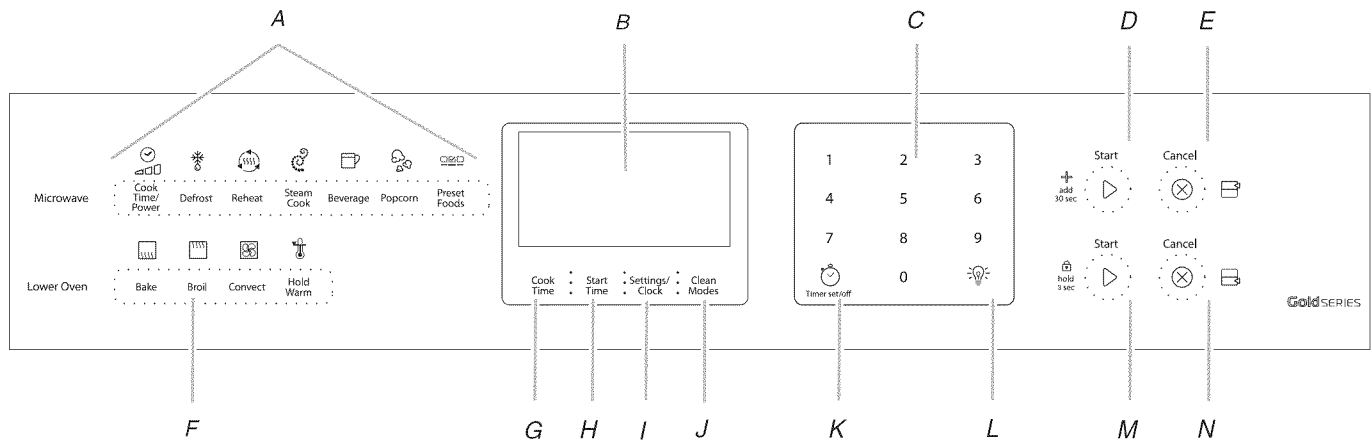 A
B
C
D
E
Microwave
Cook
Time/
Power
Defrost
Reheat
Steam
Cook
Beverage
Popcorn
Preset
Foods
Lower Oven
Bake
Broil
Convect
Hold
Warm
Cook
Time
Start
Time
Settings/
Clock
Clean
Modes
1 2 3
4 5 6
7 8 9
0
Timer set/off
add
30 sec
Start
Cancel
hold
3 sec
Start
Cancel
Gold SERIES
F
G
H
I
J
K
L
M
N